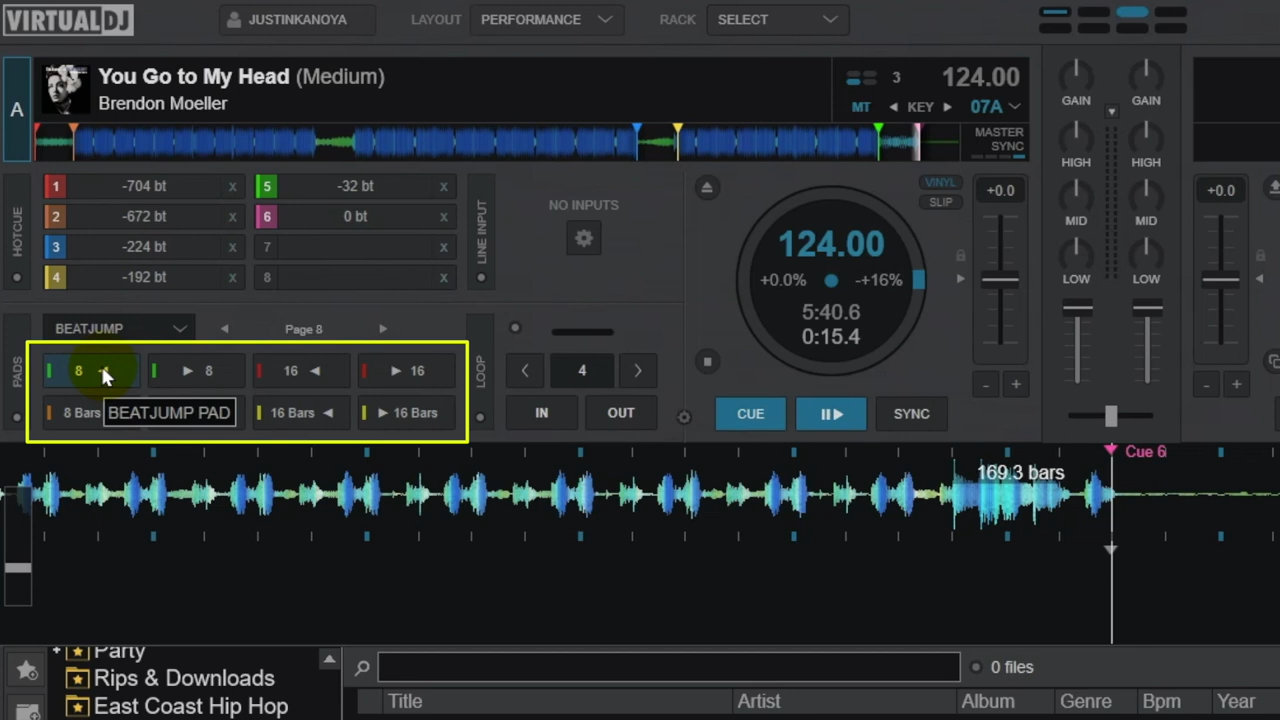 VIRTUALDJ
JUSTINKANOYA
LAYOUT
PERFORMANCE
RACK
SELECT
A
You Go to My Head (Medium)
Brendon Moeller
3
124.00
MT
KEY
07A
MASTER
SYNC
HOTCUE
1 -704 bt x
5 -32 bt x
2 -672 bt x
6 0 bt x
3 -224 bt x
7 x
4 -192 bt x
8 x
LINE INPUT
NO INPUTS
VINYL
SLIP
124.00
+0.0%
-+16%
5:40.6
0:15.4
+0.0
GAIN
GAIN
HIGH
HIGH
MID
MID
LOW
LOW
+0.0
PADS
BEATJUMP
Page 8
8
8
16
16
8 Bars
BEATJUMP PAD
16 Bars
16 Bars
LOOP
4
IN
OUT
CUE
SYNC
- +
- +
Cue 6
169.3 bars
Party
Rips & Downloads
East Coast Hip Hop
0 files
Title
Artist
Album
Genre
Bpm
Year